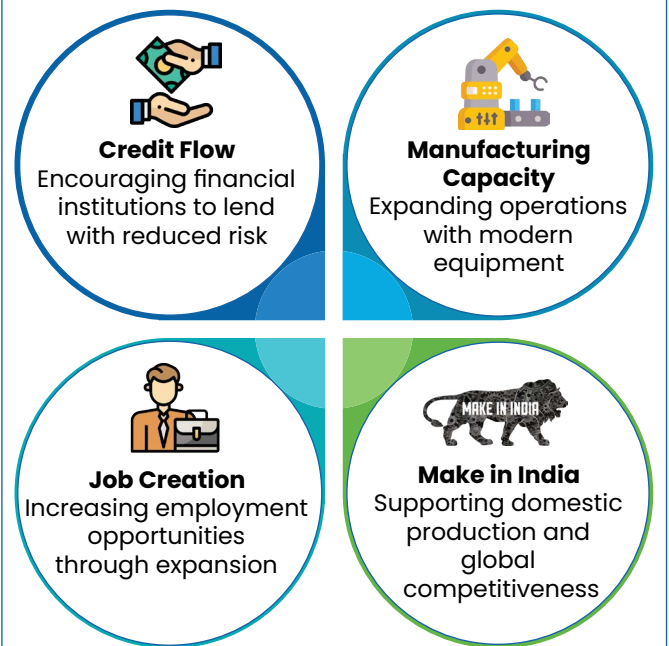 Credit Flow
Encouraging financial
institutions to lend
with reduced risk
Manufacturing
Capacity
Expanding operations
with modern
equipment
Job Creation
Increasing employment
opportunities
through expansion
MAKE IN INDIA
Make in India
Supporting domestic
production and
global
competitiveness